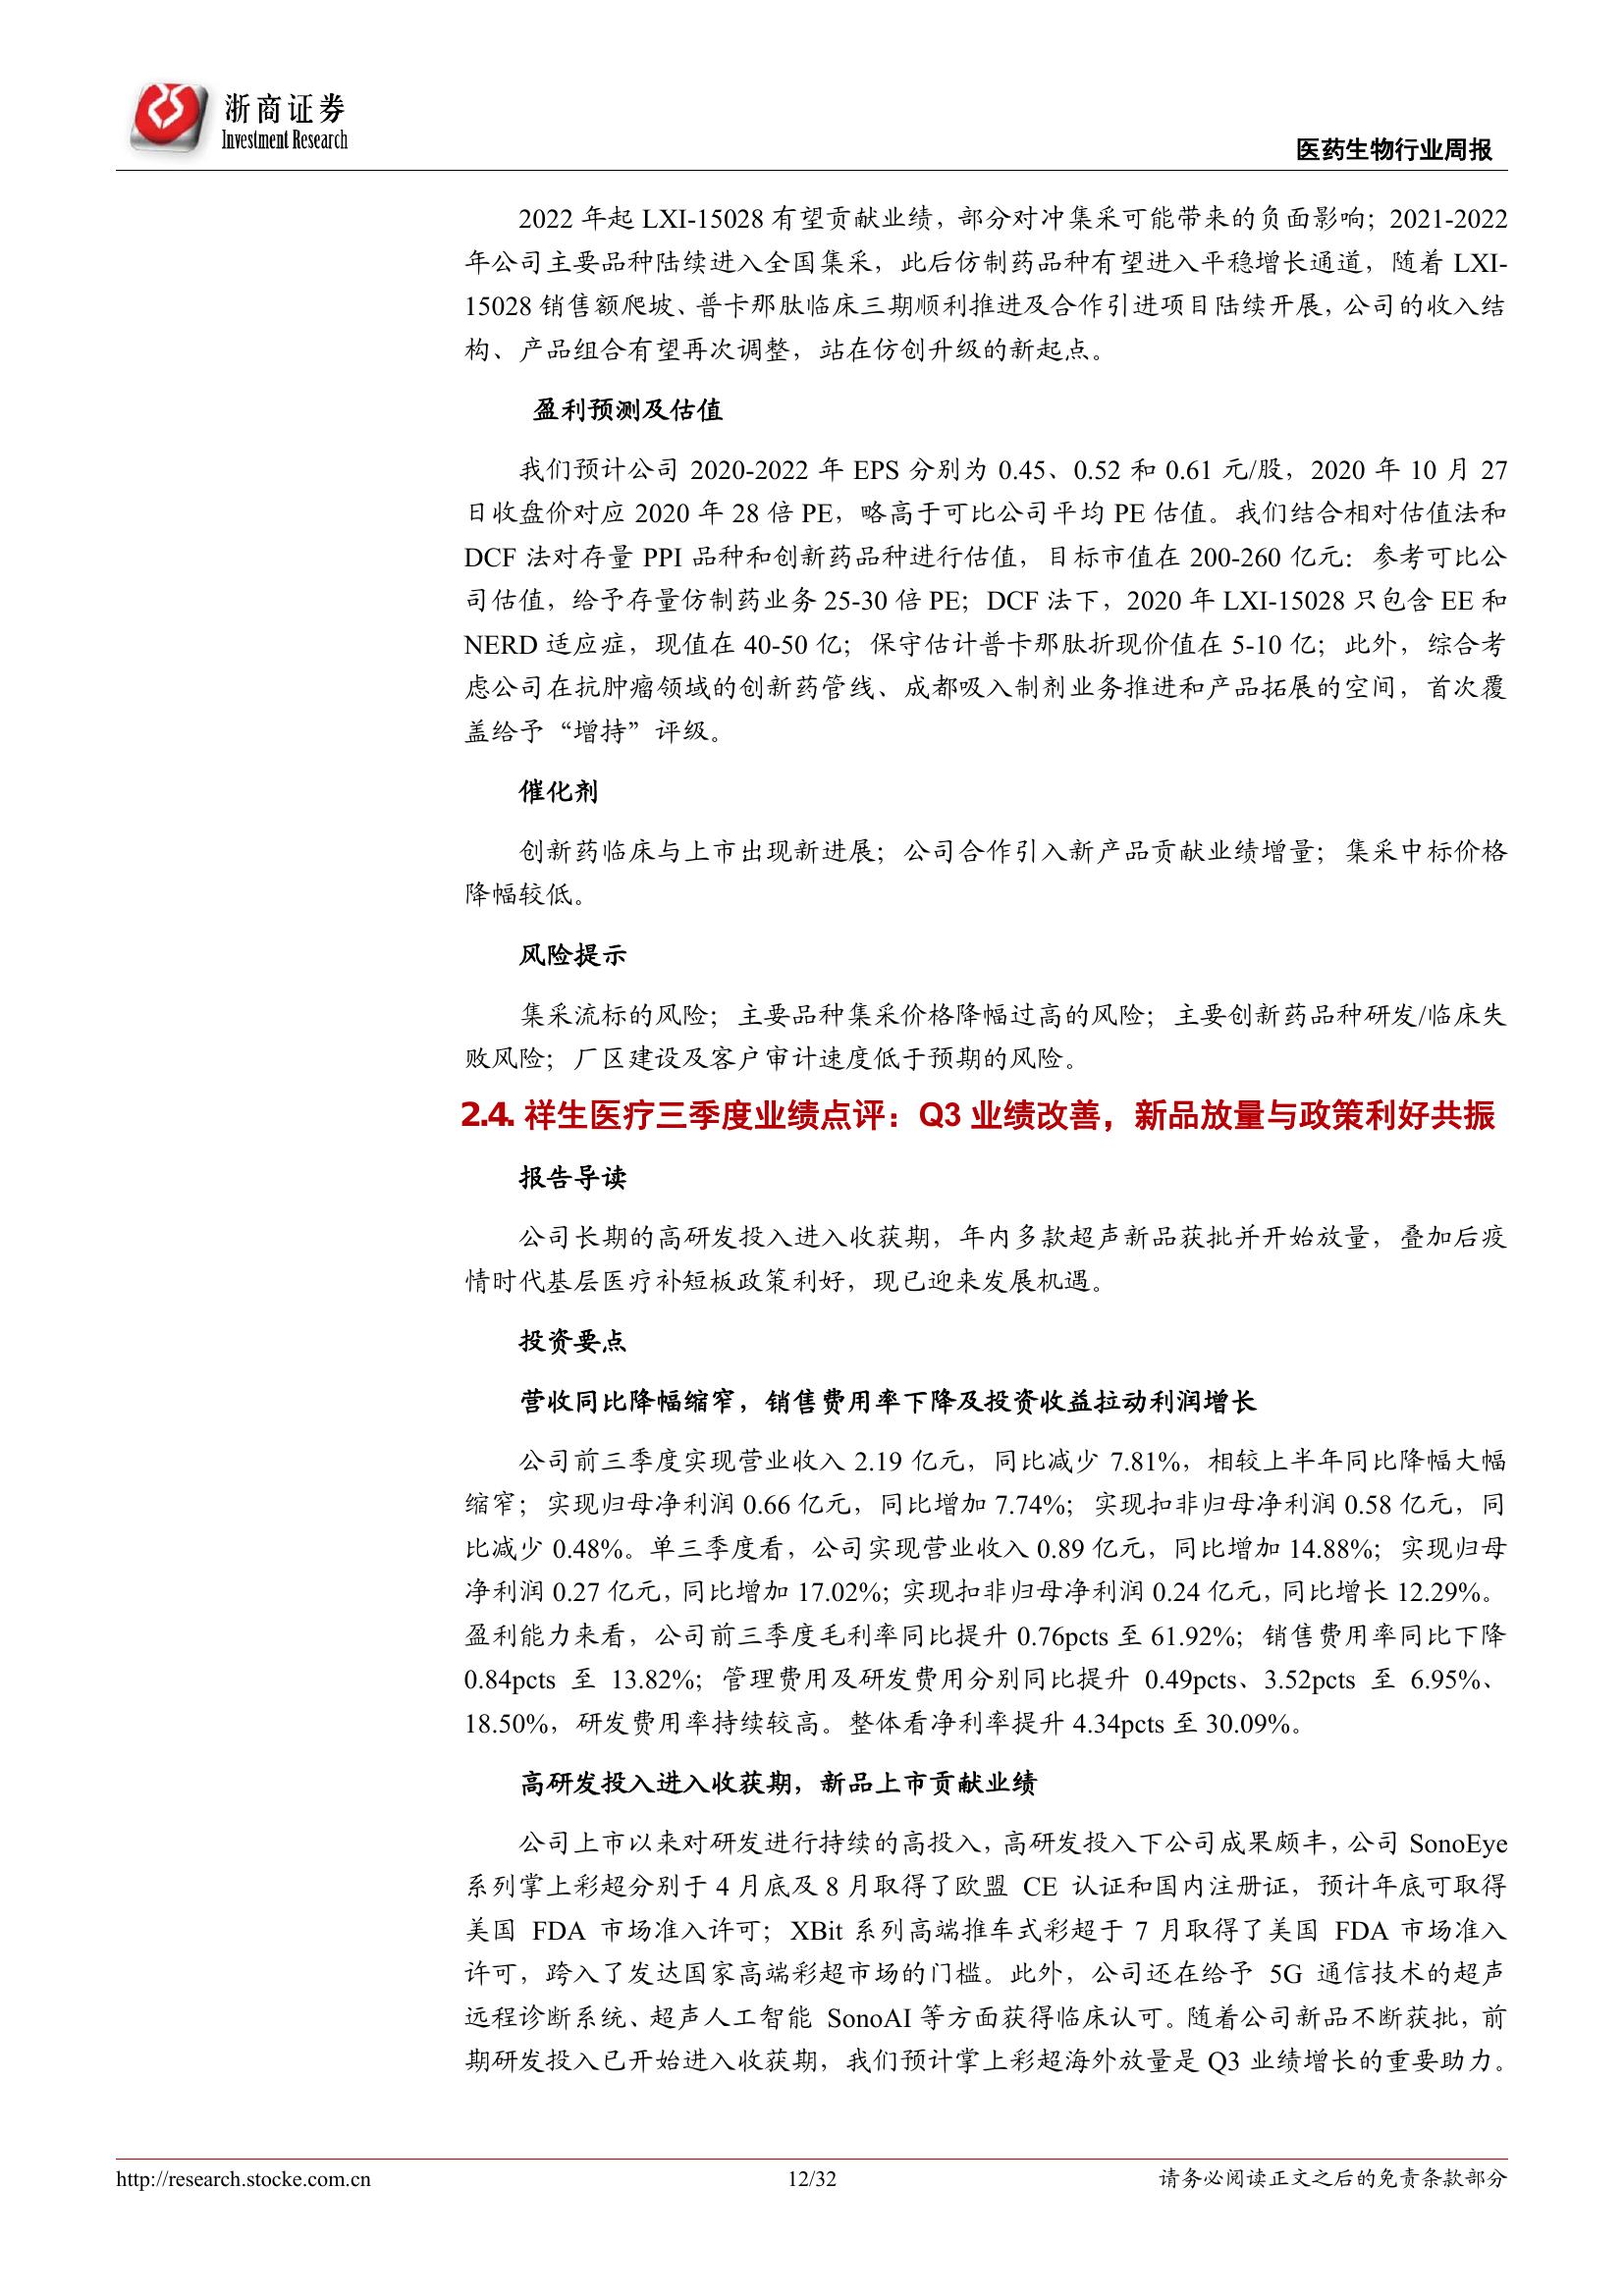 浙商证券
Investment Research
医药生物行业周报
2022 年起 LXI-15028 有望贡献业绩，部分对冲集采可能带来的负面影响；2021-2022
年公司主要品种陆续进入全国集采，此后仿制药品种有望进入平稳增长通道，随着 LXI-
15028 销售额爬坡、普卡那肽临床三期顺利推进及合作引进项目陆续开展，公司的收入结
构、产品组合有望再次调整，站在仿创升级的新起点。
盈利预测及估值
我们预计公司 2020-2022 年 EPS 分别为 0.45、0.52 和 0.61 元/股，2020 年 10 月 27
日收盘价对应 2020 年 28 倍 PE，略高于可比公司平均 PE 估值。我们结合相对估值法和
DCF 法对存量 PPI 品种和创新药品种进行估值，目标市值在 200-260 亿元：参考可比公
司估值，给予存量仿制药业务 25-30 倍 PE；DCF 法下，2020 年 LXI-15028 只包含 EE 和
NERD 适应症，现值在 40-50 亿；保守估计普卡那肽折现价值在 5-10 亿；此外，综合考
虑公司在抗肿瘤领域的创新药管线、成都吸入制剂业务推进和产品拓展的空间，首次覆
盖给予“增持”评级。
催化剂
创新药临床与上市出现新进展；公司合作引入新产品贡献业绩增量；集采中标价格
降幅较低。
风险提示
集采流标的风险；主要品种集采价格降幅过高的风险；主要创新药品种研发/临床失
败风险；厂区建设及客户审计速度低于预期的风险。
2.4. 祥生医疗三季度业绩点评：Q3 业绩改善，新品放量与政策利好共振
报告导读
公司长期的高研发投入进入收获期，年内多款超声新品获批并开始放量，叠加后疫
情时代基层医疗补短板政策利好，现已迎来发展机遇。
投资要点
营收同比降幅缩窄，销售费用率下降及投资收益拉动利润增长
公司前三季度实现营业收入 2.19 亿元，同比减少 7.81%，相较上半年同比降幅大幅
缩窄；实现归母净利润 0.66 亿元，同比增加 7.74%；实现扣非归母净利润 0.58 亿元，同
比减少 0.48%。单三季度看，公司实现营业收入 0.89 亿元，同比增加 14.88%；实现归母
净利润 0.27 亿元，同比增加 17.02%；实现扣非归母净利润 0.24 亿元，同比增长 12.29%。
盈利能力来看，公司前三季度毛利率同比提升 0.76pcts 至 61.92%；销售费用率同比下降
0.84pcts 至 13.82%；管理费用及研发费用分别同比提升 0.49pcts、3.52pcts 至 6.95%、
18.50%，研发费用率持续较高。整体看净利率提升 4.34pcts 至 30.09%。
高研发投入进入收获期，新品上市贡献业绩
公司上市以来对研发进行持续的高投入，高研发投入下公司成果颇丰，公司 SonoEye
系列掌上彩超分别于 4 月底及 8 月取得了欧盟 CE 认证和国内注册证，预计年底可取得
美国 FDA 市场准入许可；XBit 系列高端推车式彩超于 7 月取得了美国 FDA 市场准入
许可，跨入了发达国家高端彩超市场的门槛。此外，公司还在给予 5G 通信技术的超声
远程诊断系统、超声人工智能 SonoAI 等方面获得临床认可。随着公司新品不断获批，前
期研发投入已开始进入收获期，我们预计掌上彩超海外放量是 Q3 业绩增长的重要助力。
http://research.stocke.com.cn
12/32
请务必阅读正文之后的免责条款部分